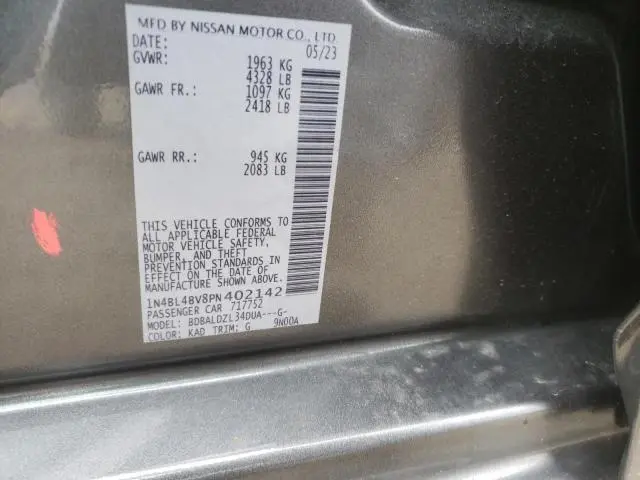 MFD BY NISSAN MOTOR CO., LTD.
DATE: 05/23
GVWR: 1963 KG
4328 LB
GAWR FR.: 1097 KG
2418 LB
GAWR RR.: 945 KG
2083 LB
THIS VEHICLE CONFORMS TO
ALL APPLICABLE FEDERAL
MOTOR VEHICLE SAFETY,
BUMPER, AND THEFT
PREVENTION STANDARDS IN
EFFECT ON THE DATE OF
MANUFACTURE SHOWN ABOVE
1N4BL4BV8PN402142
PASSENGER CAR 717752
MODEL: BDBALDZL34DUA---G-
COLOR: KAD TRIM: G 9N00A